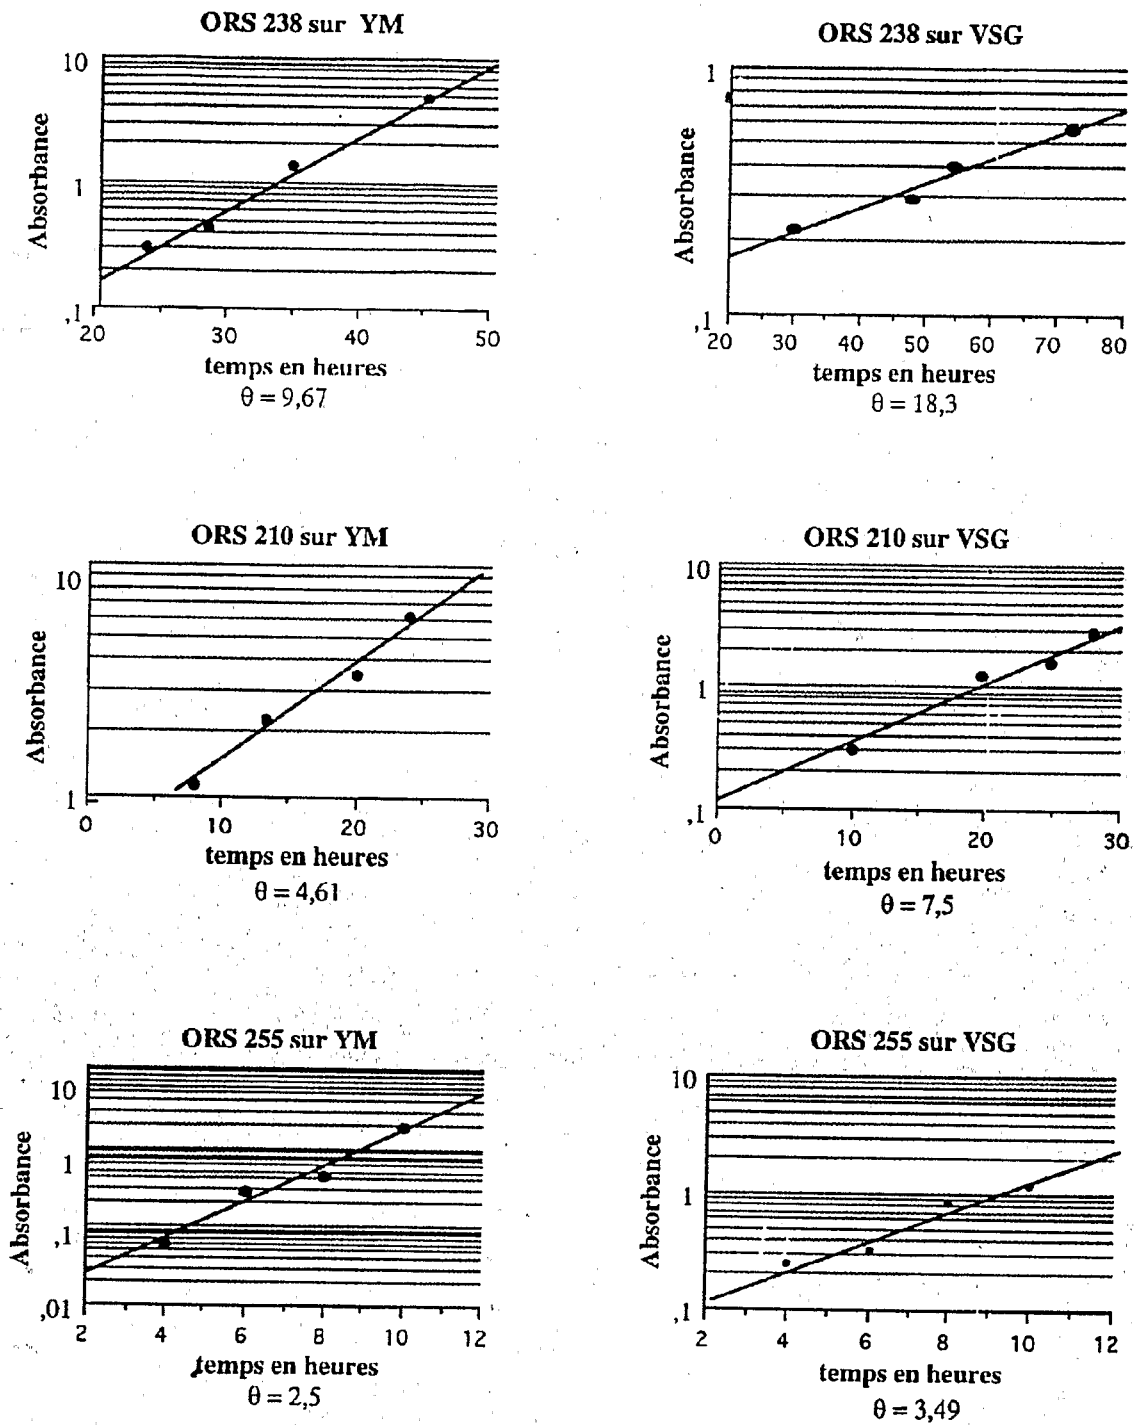 ORS 238 sur YM
10
1
,1
Absorbance
20 30 40 50
temps en heures
θ = 9,67
ORS 238 sur VSG
1
,1
Absorbance
20 30 40 50 60 70 80
temps en heures
θ = 18,3
ORS 210 sur YM
10
1
Absorbance
0 10 20 30
temps en heures
θ = 4,61
ORS 210 sur VSG
10
1
,1
Absorbance
0 10 20 30
temps en heures
θ = 7,5
ORS 255 sur YM
10
1
,1
,01
Absorbance
2 4 6 8 10 12
temps en heures
θ = 2,5
ORS 255 sur VSG
10
1
,1
Absorbance
2 4 6 8 10 12
temps en heures
θ = 3,49